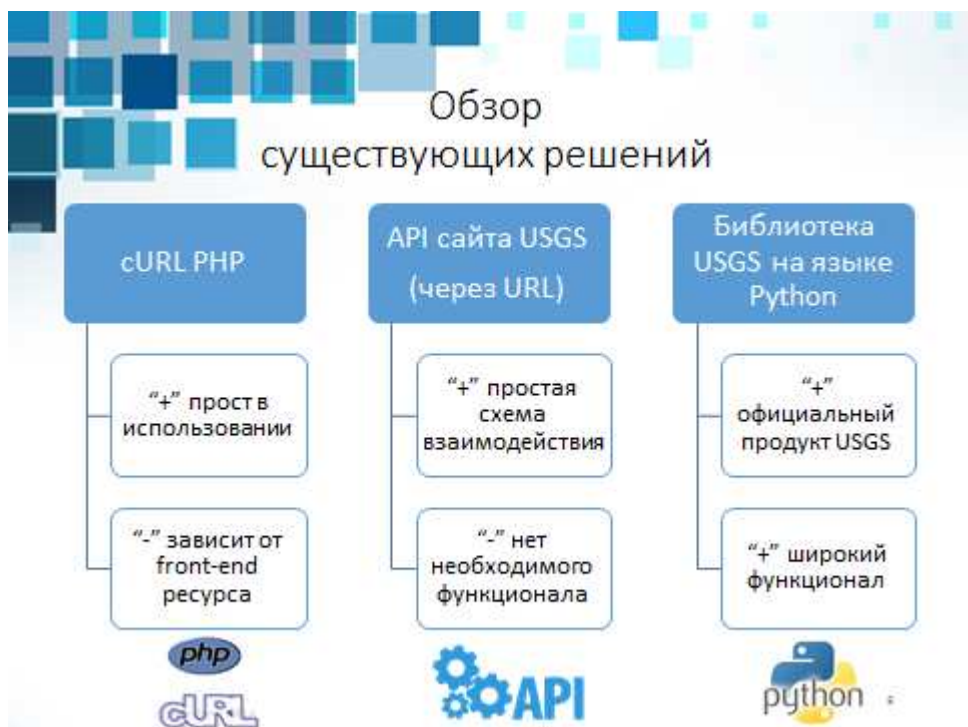 Обзор
существующих решений
cURL PHP
“+” прост в
использовании
“-” зависит от
front-end
ресурса
API сайта USGS
(через URL)
“+” простая
схема
взаимодействия
“-” нет
необходимого
функционала
Библиотека
USGS на языке
Python
“+”
официальный
продукт USGS
“+” широкий
функционал
php
cURL
API
python